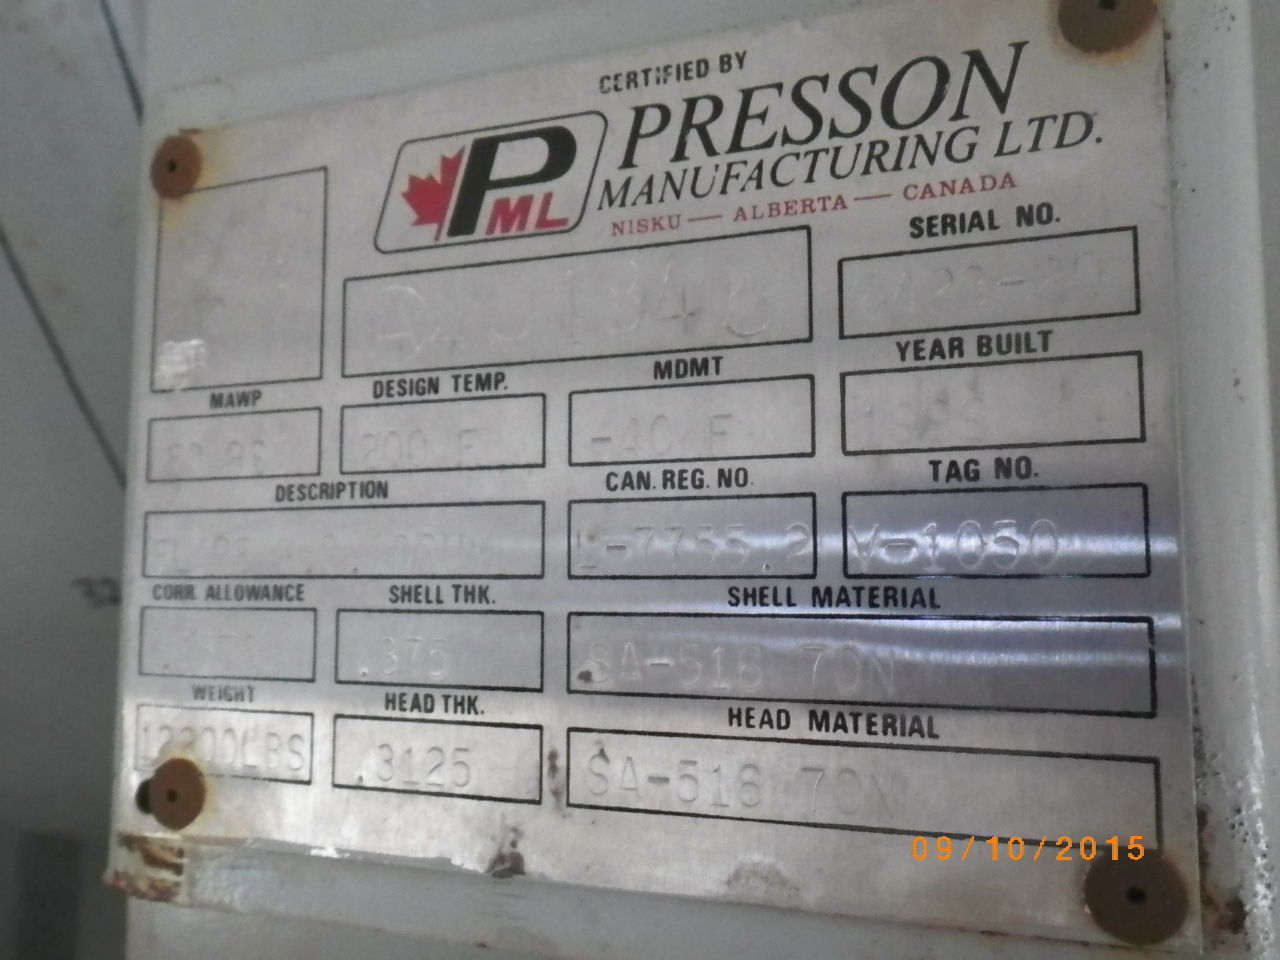 CERTIFIED BY
PRESSON
MANUFACTURING LTD.
NISKU — ALBERTA — CANADA
PML
SERIAL NO.
YEAR BUILT
MAWP
DESIGN TEMP.
MDMT
200 F
-40 F
DESCRIPTION
CAN. REG. NO.
TAG NO.
V-1050
CORR. ALLOWANCE
SHELL THK.
SHELL MATERIAL
.375
SA-516 70N
WEIGHT
HEAD THK.
HEAD MATERIAL
.3125
SA-516 70N
09/10/2015